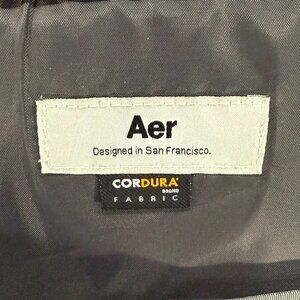 Aer
Designed in San Francisco.
CORDURA
BRAND
FABRIC